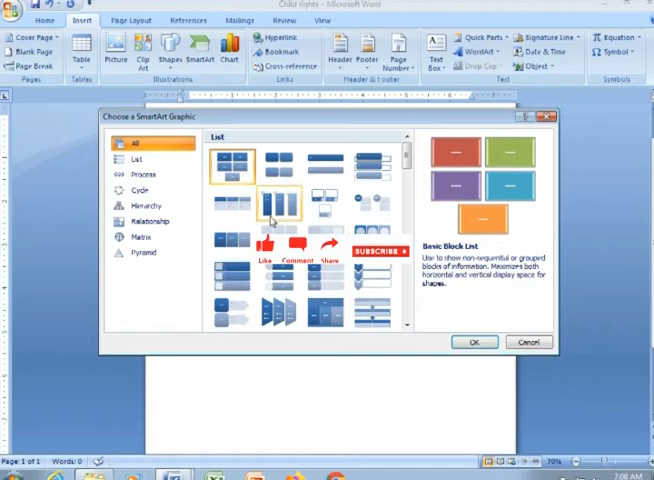 Child rights - Microsoft Word
Home Insert Page Layout References Mailings Review View
Cover Page
Blank Page
Page Break
Pages
Table
Tables
Picture
Clip
Art
Shapes
SmartArt
Chart
Illustrations
Hyperlink
Bookmark
Cross-reference
Links
Header
Footer
Page
Number
Header & Footer
Text
Box
Quick Parts
WordArt
Drop Cap
Signature Line
Date & Time
Object
Text
Equation
Symbol
Symbols
Choose a SmartArt Graphic
All
List
Process
Cycle
Hierarchy
Relationship
Matrix
Pyramid
List
Like
Comment
Share
SUBSCRIBE
Basic Block List
Use to show non-sequential or grouped
blocks of information. Maximizes both
horizontal and vertical display space for
shapes.
OK
Cancel
Page: 1 of 1 Words: 0
70%
7:08 AM